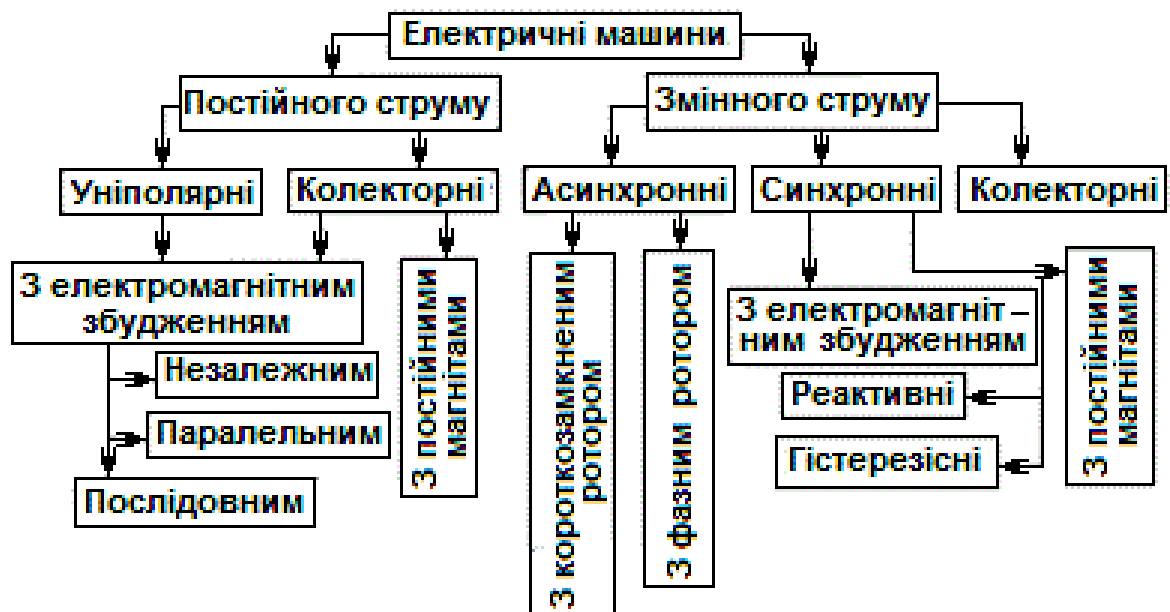 Електричні машини
Постійного струму
Змінного струму
Уніполярні
Колекторні
Асинхронні
Синхронні
Колекторні
З електромагнітним
збудженням
З постійними
магнітами
З короткозамкненим
ротором
З фазним ротором
З електромагніт –
ним збудженням
З постійними
магнітами
Незалежним
Паралельним
Послідовним
Реактивні
Гістерезісні